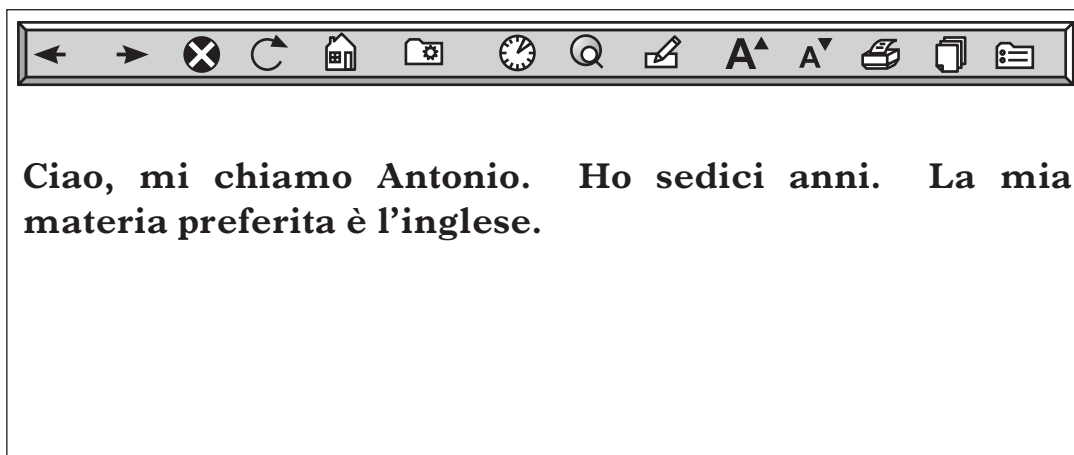 Ciao, mi chiamo Antonio. Ho sedici anni. La mia
materia preferita è l’inglese.